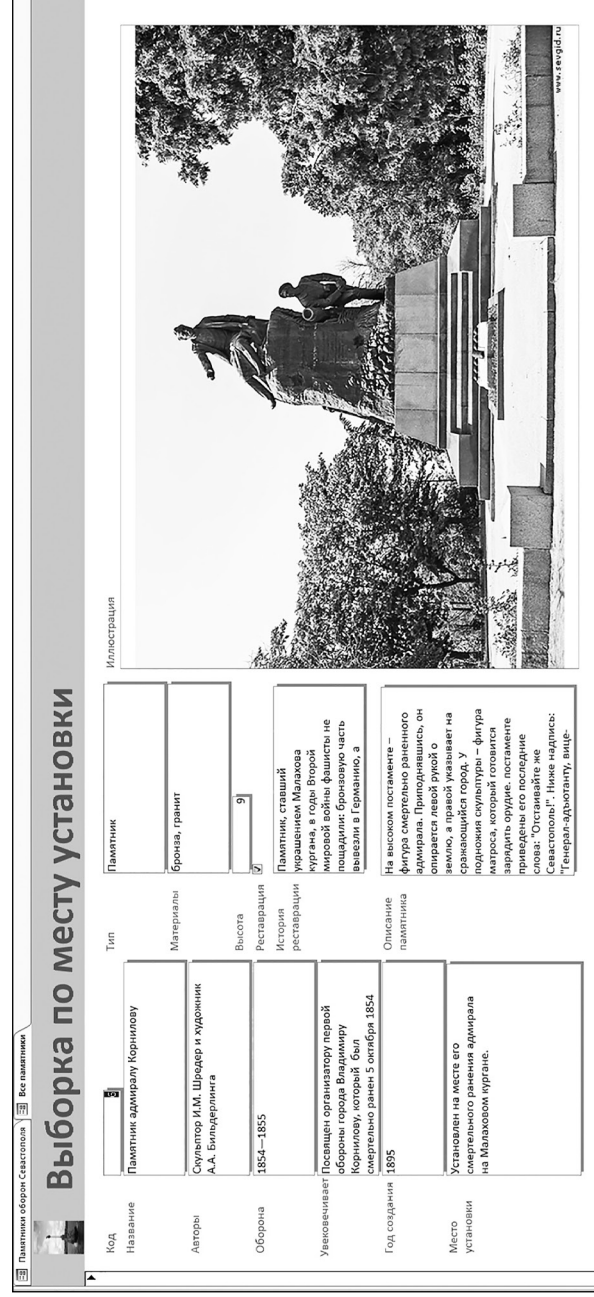 Памятники оборон Севастополя
Все памятники
Выборка по месту установки
Код
Название
Памятник адмиралу Корнилову
Авторы
Скульптор И.М. Шредер и художник
А.А. Бильдерлинга
Оборона
1854—1855
Увековечивает
Посвящен организатору первой
обороны города Владимиру
Корнилову, который был
смертельно ранен 5 октября 1854
Год создания
1895
Место
установки
Установлен на месте его
смертельного ранения адмирала
на Малаховом кургане.
Тип
Памятник
Материалы
бронза, гранит
Высота
9
Реставрация
История
реставрации
Памятник, ставший
украшением Малахова
кургана, в годы Второй
мировой войны фашисты не
пощадили: бронзовую часть
вывезли в Германию, а
Описание
памятника
На высоком постаменте –
фигура смертельно раненного
адмирала. Приподнявшись, он
опирается левой рукой о
землю, а правой указывает на
сражающийся город. У
подножия скульптуры – фигура
матроса, который готовится
зарядить орудие. постаменте
приведены его последние
слова: "Отстаивайте же
Севастополь!". Ниже надпись:
"Генерал-адъютанту, вице-
Иллюстрация
www.sevgid.ru